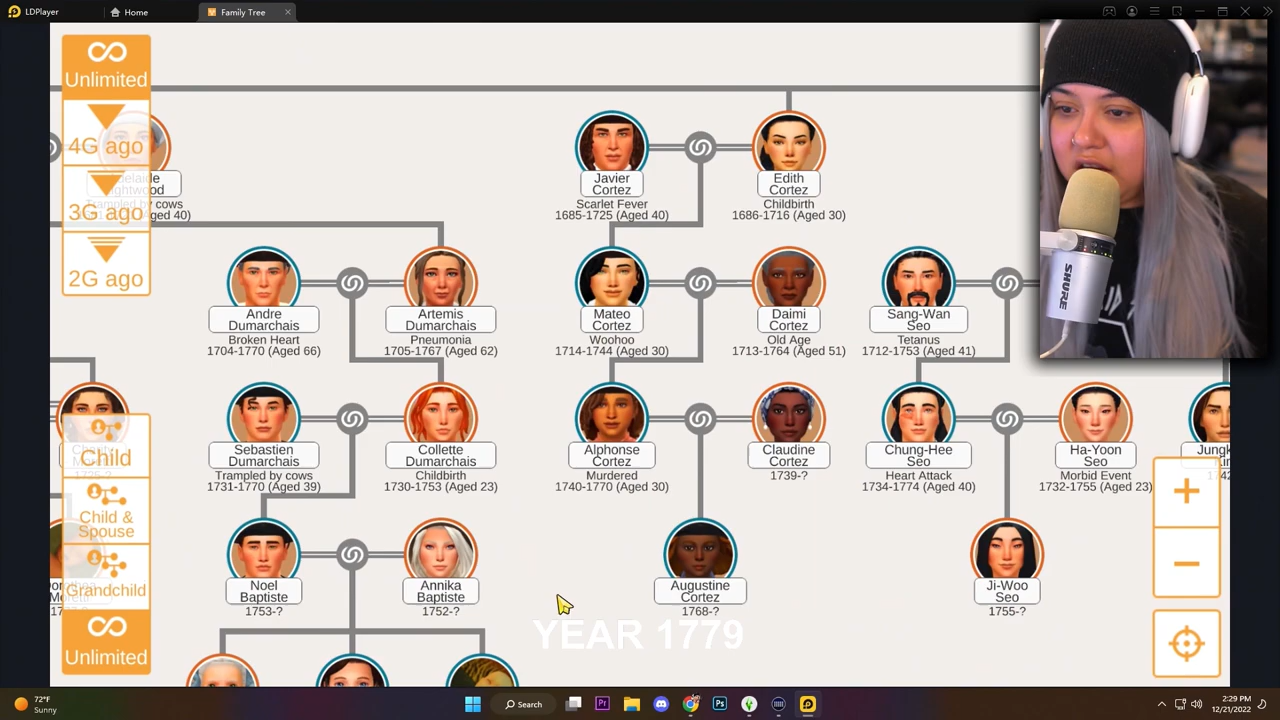 LDPlayer
Home
Family Tree
Unlimited
4G ago
3G ago
2G ago
Trampled by cows
(Aged 40)
Javier
Cortez
Scarlet Fever
1685-1725 (Aged 40)
Edith
Cortez
Childbirth
1686-1716 (Aged 30)
Andre
Dumarchais
Broken Heart
1704-1770 (Aged 66)
Artemis
Dumarchais
Pneumonia
1705-1767 (Aged 62)
Mateo
Cortez
Woohoo
1714-1744 (Aged 30)
Daimi
Cortez
Old Age
1713-1764 (Aged 51)
Sang-Wan
Seo
Tetanus
1712-1753 (Aged 41)
Sebastien
Dumarchais
Trampled by cows
1731-1770 (Aged 39)
Collette
Dumarchais
Childbirth
1730-1753 (Aged 23)
Alphonse
Cortez
Murdered
1740-1770 (Aged 30)
Claudine
Cortez
1739-?
Chung-Hee
Seo
Heart Attack
1734-1774 (Aged 40)
Ha-Yoon
Seo
Morbid Event
1732-1755 (Aged 23)
Child
Child &
Spouse
Grandchild
Unlimited
Noel
Baptiste
1753-?
Annika
Baptiste
1752-?
Augustine
Cortez
1768-?
Ji-Woo
Seo
1755-?
YEAR 1779
SHURE
72°F
Sunny
Search
2:29 PM
12/21/2022